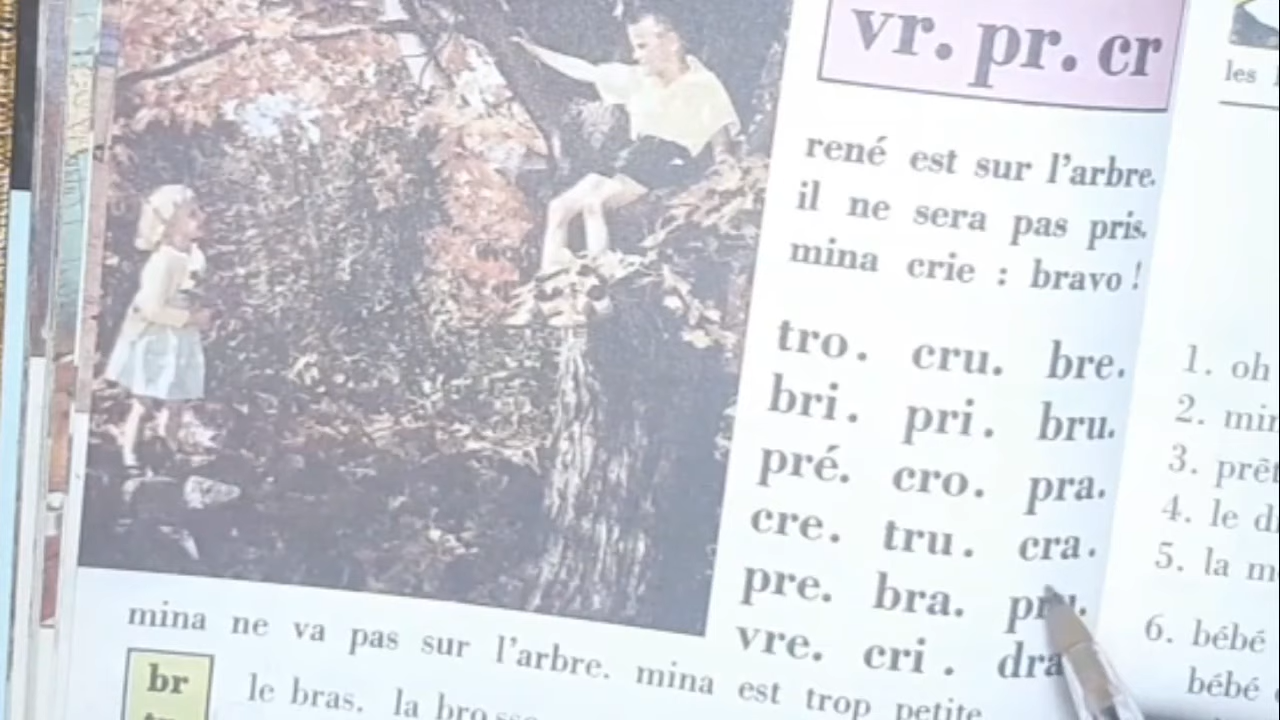 vr. pr. cr
rené est sur l'arbre.
il ne sera pas pris.
mina crie : bravo !
tro. cru. bre.
bri. pri. bru.
pré. cro. pra.
cre. tru. cra.
pre. bra.
vre. cri. dra
mina ne va pas sur l'arbre. mina est trop petite
br
le bras. la
les
1. oh
2.
3.
4. le
5. la
6. bébé
bébé